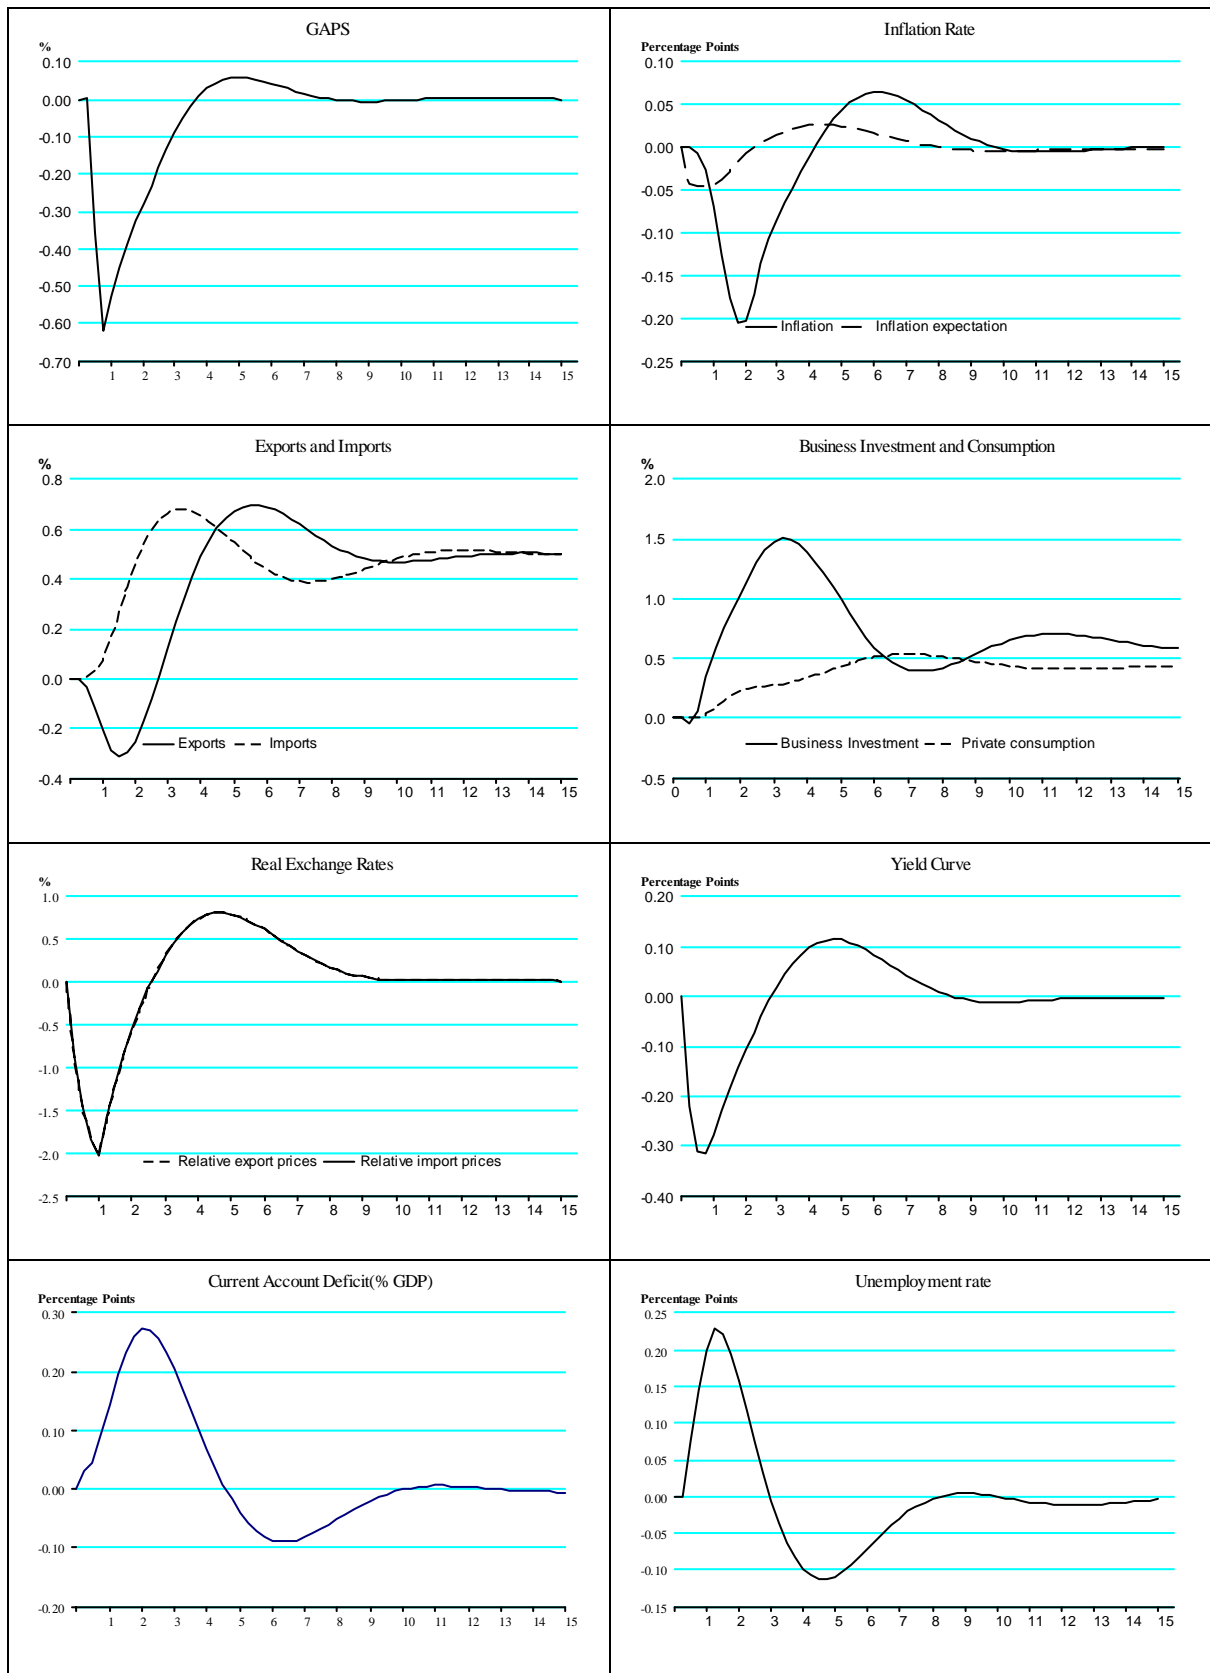 GAPS
%
0.10
0.00
-0.10
-0.20
-0.30
-0.40
-0.50
-0.60
-0.70
1 2 3 4 5 6 7 8 9 10 11 12 13 14 15
Inflation Rate
Percentage Points
0.10
0.05
0.00
-0.05
-0.10
-0.15
-0.20
-0.25
Inflation Inflation expectation
1 2 3 4 5 6 7 8 9 10 11 12 13 14 15
Exports and Imports
%
0.8
0.6
0.4
0.2
0.0
-0.2
-0.4
Exports Imports
1 2 3 4 5 6 7 8 9 10 11 12 13 14 15
Business Investment and Consumption
%
2.0
1.5
1.0
0.5
0.0
-0.5
Business Investment Private consumption
0 1 2 3 4 5 6 7 8 9 10 11 12 13 14 15
Real Exchange Rates
%
1.0
0.5
0.0
-0.5
-1.0
-1.5
-2.0
-2.5
Relative export prices Relative import prices
1 2 3 4 5 6 7 8 9 10 11 12 13 14 15
Yield Curve
Percentage Points
0.20
0.10
0.00
-0.10
-0.20
-0.30
-0.40
1 2 3 4 5 6 7 8 9 10 11 12 13 14 15
Current Account Deficit(% GDP)
Percentage Points
0.30
0.20
0.10
0.00
-0.10
-0.20
1 2 3 4 5 6 7 8 9 10 11 12 13 14 15
Unemployment rate
Percentage Points
0.25
0.20
0.15
0.10
0.05
0.00
-0.05
-0.10
-0.15
1 2 3 4 5 6 7 8 9 10 11 12 13 14 15